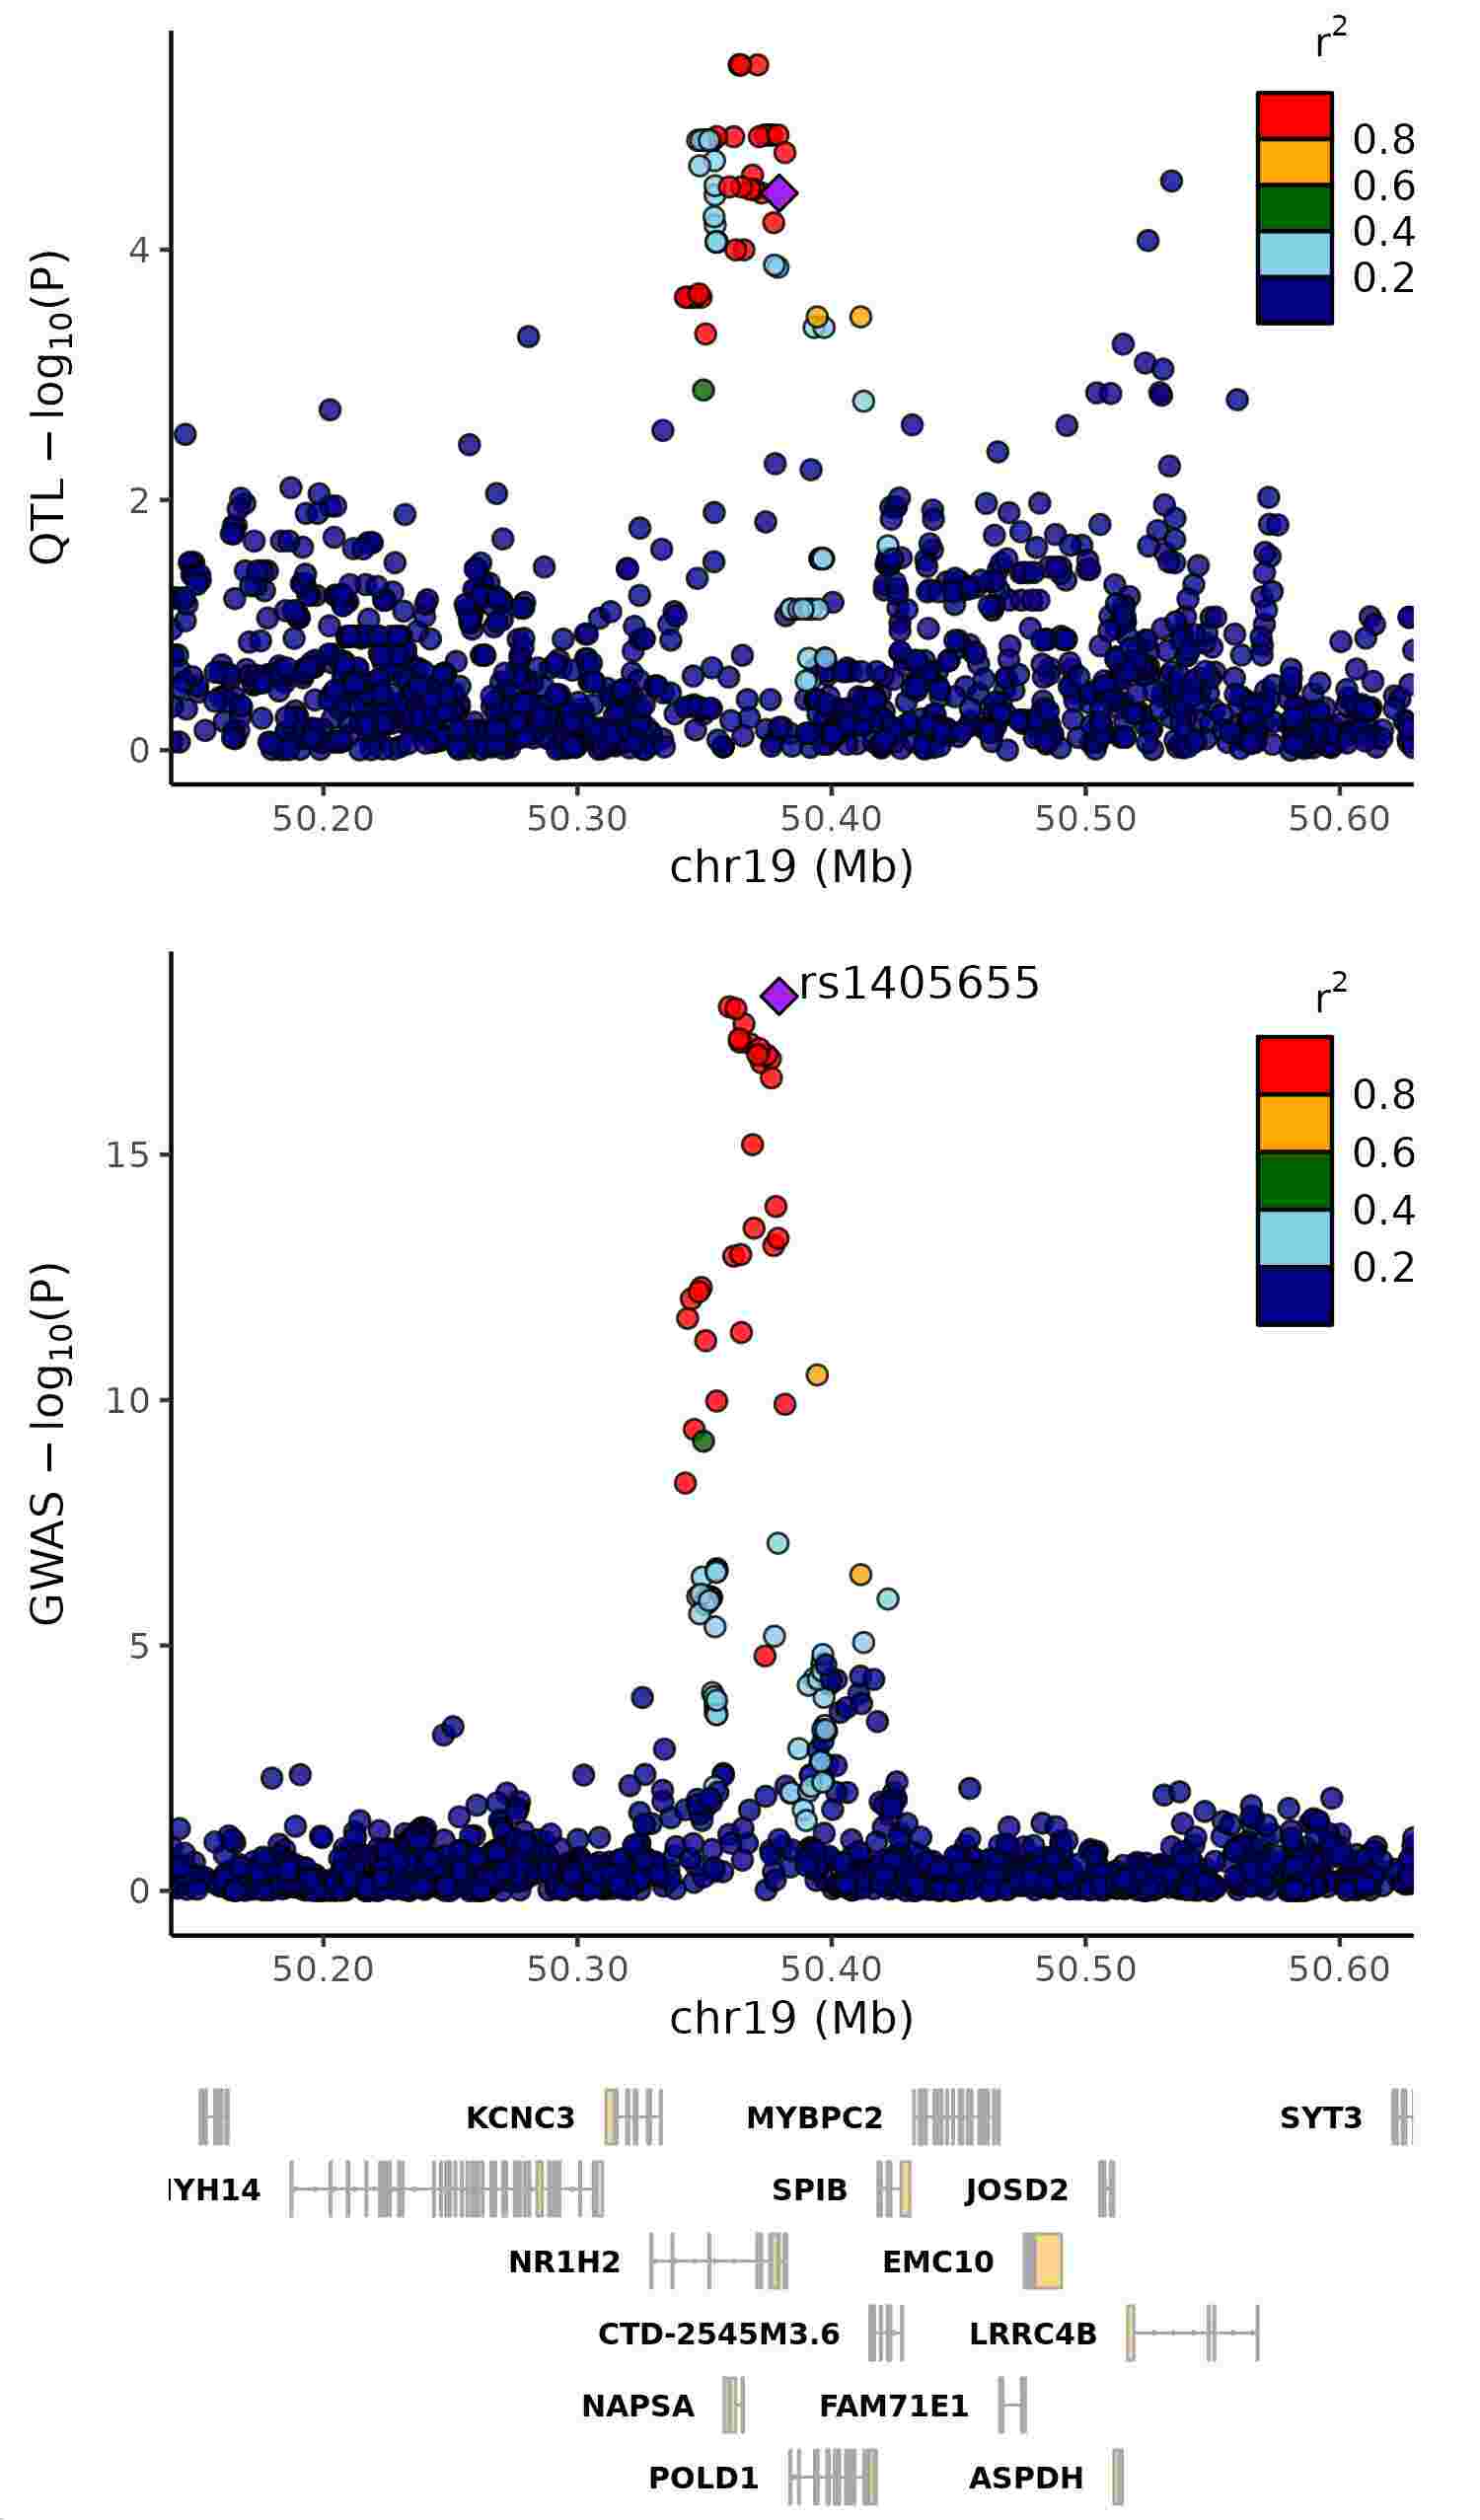 r2
0.8
0.6
0.4
0.2
4
2
0
QTL −log10(P)
50.20 50.30 50.40 50.50 50.60
chr19 (Mb)
rs1405655
r2
0.8
0.6
0.4
0.2
15
10
5
0
GWAS −log10(P)
50.20 50.30 50.40 50.50 50.60
chr19 (Mb)
KCNC3 MYBPC2 SYT3
IYH14 SPIB JOSD2
NR1H2 EMC10
CTD-2545M3.6 LRRC4B
NAPSA FAM71E1
POLD1 ASPDH